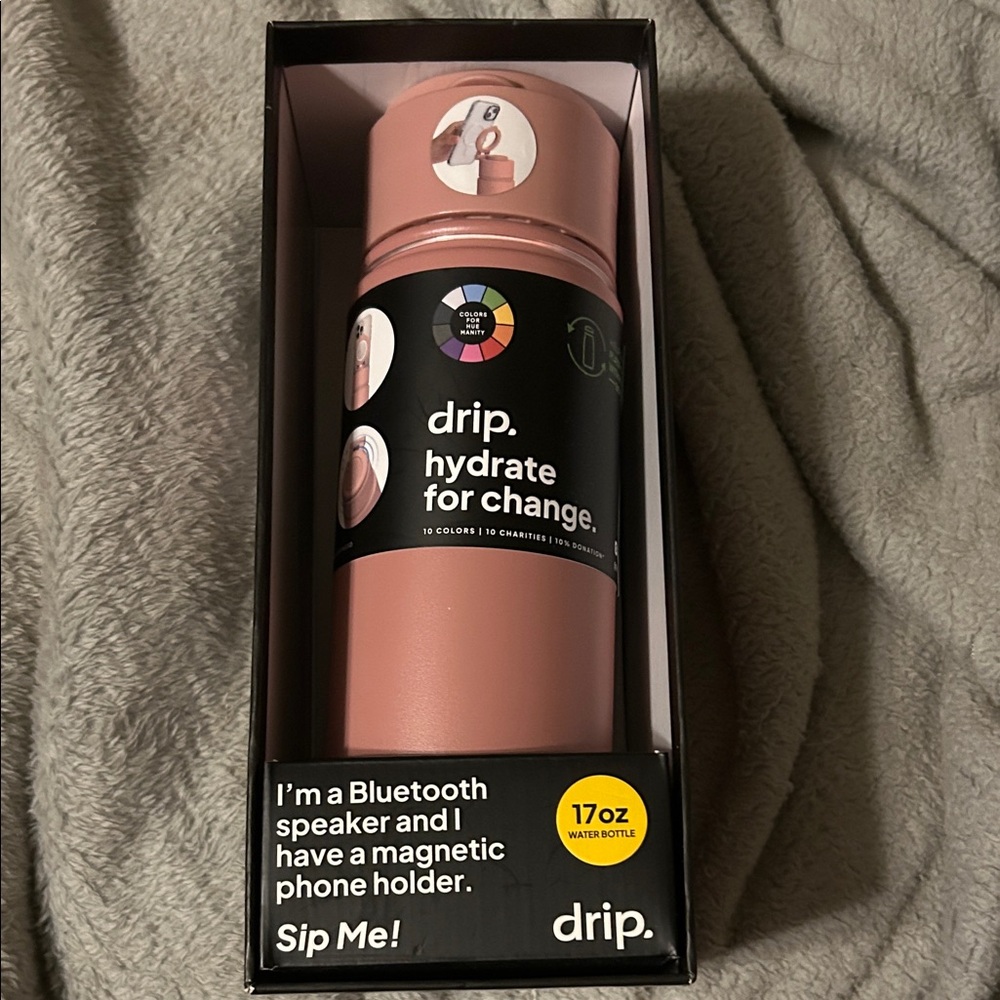 COLORS
FOR
HUE
MANITY
drip.
hydrate
for change.
10 COLORS | 10 CHARITIES | 10% DONATION*
I'm a Bluetooth
speaker and I
have a magnetic
phone holder.
Sip Me!
17oz
WATER BOTTLE
drip.